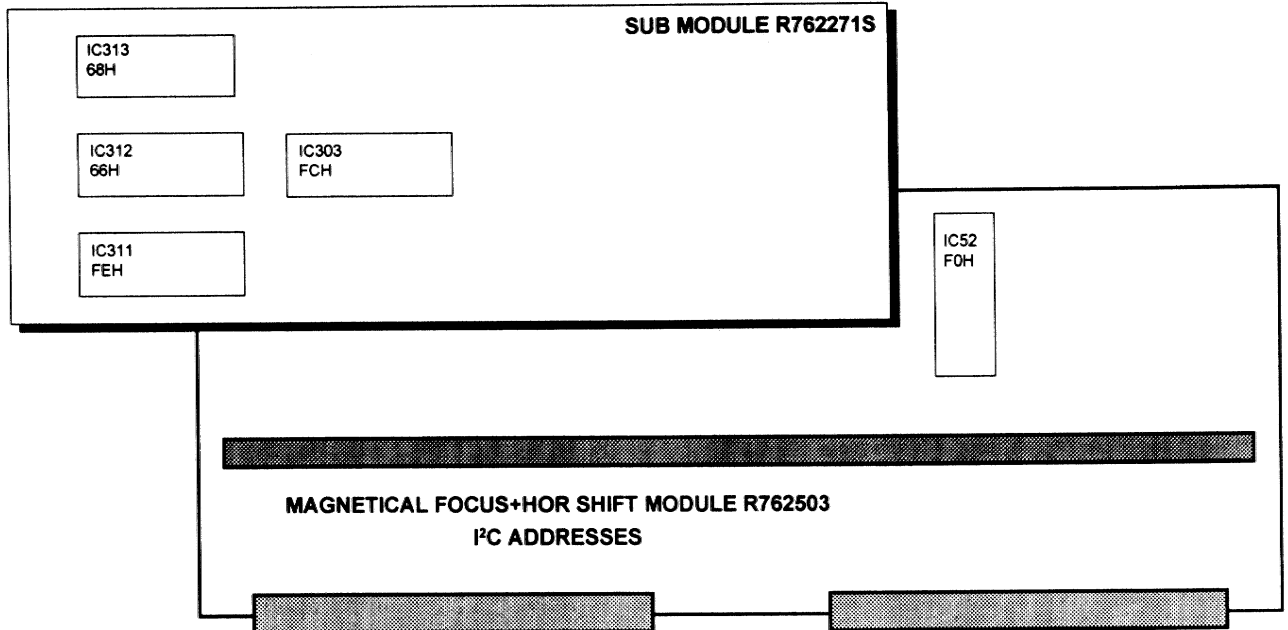 SUB MODULE R762271S
IC313
68H
IC312
66H
IC303
FCH
IC311
FEH
IC52
F0H
MAGNETICAL FOCUS+HOR SHIFT MODULE R762503
I²C ADDRESSES